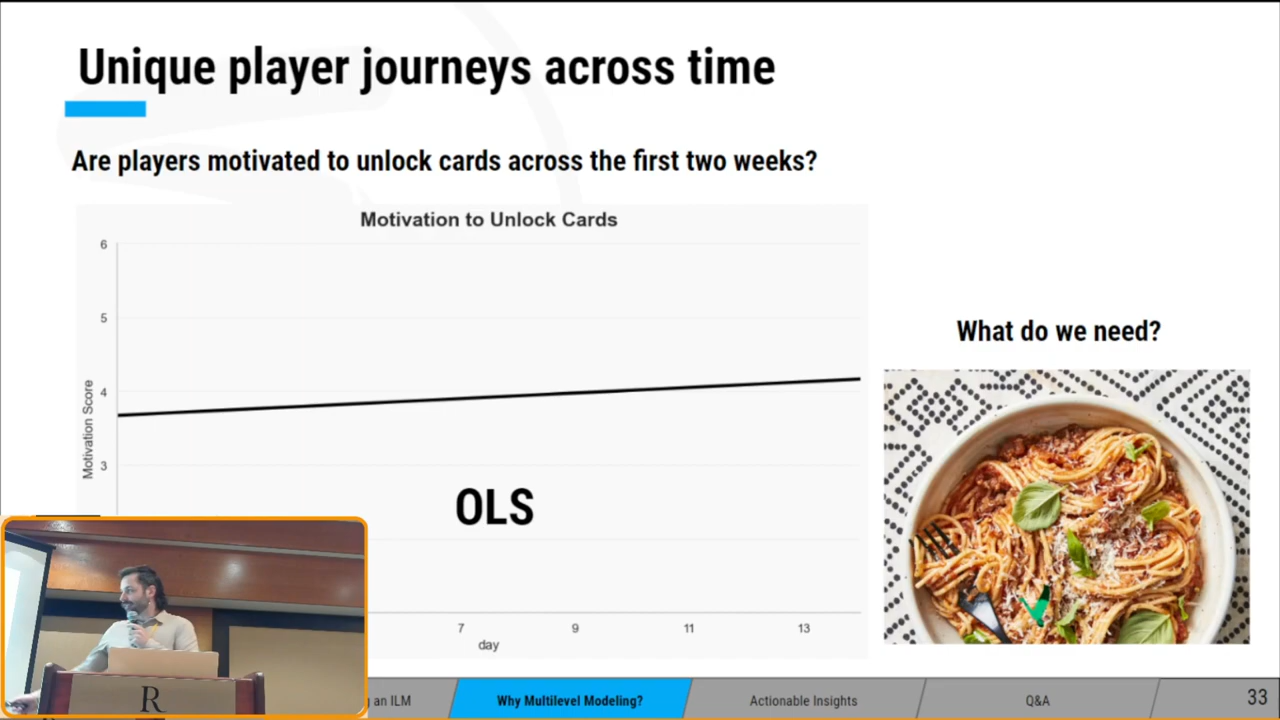 Unique player journeys across time
Are players motivated to unlock cards across the first two weeks?
Motivation to Unlock Cards
6
5
4
3
Motivation Score
OLS
7
9
11
13
day
What do we need?
R
an ILM
Why Multilevel Modeling?
Actionable Insights
Q&A
33